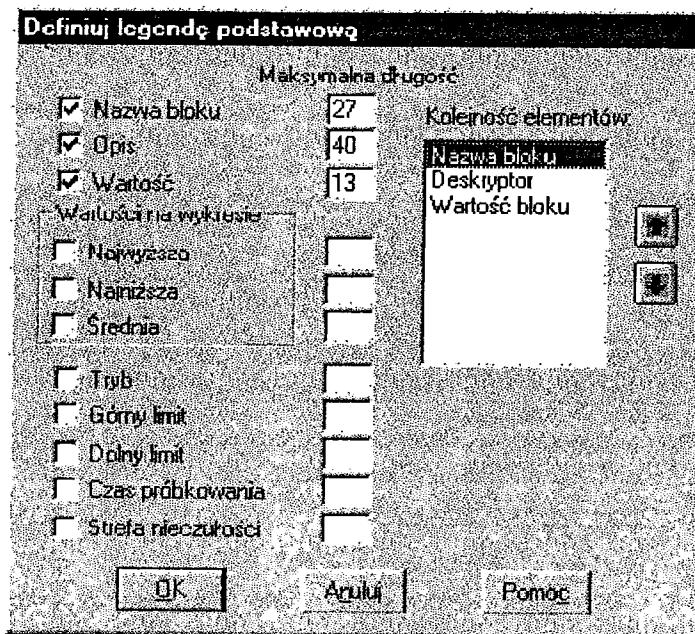 Definiuj legendę podstawową
Maksymalna długość
Nazwa bloku 27
Opis 40
Wartość 13
Wartości na wykresie
Najwyższa
Najniższa
Średnia
Tryb
Górny limit
Dolny limit
Czas próbkowania
Strefa nieczułości
Kolejność elementów:
Nazwa bloku
Deskryptor
Wartość bloku
OK Anuluj Pomoc